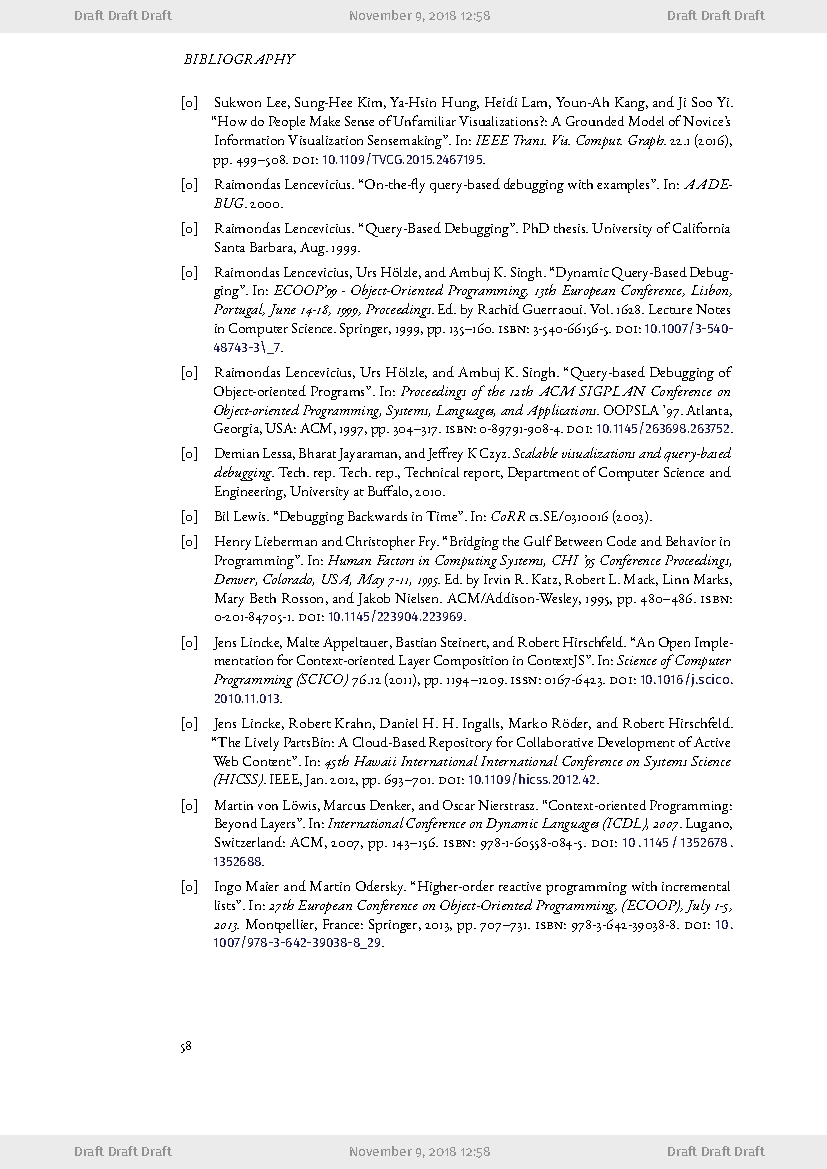 Draft Draft Draft November 9, 2018 12:58 Draft Draft Draft
BIBLIOGRAPHY
[0] Sukwon Lee, Sung-Hee Kim, Ya-Hsin Hung, Heidi Lam, Youn-Ah Kang, and Ji Soo Yi.
“How do People Make Sense of Unfamiliar Visualizations?: A Grounded Model of Novice’s
Information Visualization Sensemaking”. In: IEEE Trans. Vis. Comput. Graph. 22.1 (2016),
pp. 499–508. DOI: 10.1109/TVCG.2015.2467195.
[0] Raimondas Lencevicius. “On-the-fly query-based debugging with examples”. In: AADE-
BUG. 2000.
[0] Raimondas Lencevicius. “Query-Based Debugging”. PhD thesis. University of California
Santa Barbara, Aug. 1999.
[0] Raimondas Lencevicius, Urs Hölzle, and Ambuj K. Singh. “Dynamic Query-Based Debug-
ging”. In: ECOOP’99 - Object-Oriented Programming, 13th European Conference, Lisbon,
Portugal, June 14-18, 1999, Proceedings. Ed. by Rachid Guerraoui. Vol. 1628. Lecture Notes
in Computer Science. Springer, 1999, pp. 135–160. ISBN: 3-540-66156-5. DOI: 10.1007/3-540-
48743-3\_7.
[0] Raimondas Lencevicius, Urs Hölzle, and Ambuj K. Singh. “Query-based Debugging of
Object-oriented Programs”. In: Proceedings of the 12th ACM SIGPLAN Conference on
Object-oriented Programming, Systems, Languages, and Applications. OOPSLA ’97. Atlanta,
Georgia, USA: ACM, 1997, pp. 304–317. ISBN: 0-89791-908-4. DOI: 10.1145/263698.263752.
[0] Demian Lessa, Bharat Jayaraman, and Jeffrey K Czyz. Scalable visualizations and query-based
debugging. Tech. rep. Tech. rep., Technical report, Department of Computer Science and
Engineering, University at Buffalo, 2010.
[0] Bil Lewis. “Debugging Backwards in Time”. In: CoRR cs.SE/0310016 (2003).
[0] Henry Lieberman and Christopher Fry. “Bridging the Gulf Between Code and Behavior in
Programming”. In: Human Factors in Computing Systems, CHI ’95 Conference Proceedings,
Denver, Colorado, USA, May 7-11, 1995. Ed. by Irvin R. Katz, Robert L. Mack, Linn Marks,
Mary Beth Rosson, and Jakob Nielsen. ACM/Addison-Wesley, 1995, pp. 480–486. ISBN:
0-201-84705-1. DOI: 10.1145/223904.223969.
[0] Jens Lincke, Malte Appeltauer, Bastian Steinert, and Robert Hirschfeld. “An Open Imple-
mentation for Context-oriented Layer Composition in ContextJS”. In: Science of Computer
Programming (SCICO) 76.12 (2011), pp. 1194–1209. ISSN: 0167-6423. DOI: 10.1016/j.scico.
2010.11.013.
[0] Jens Lincke, Robert Krahn, Daniel H. H. Ingalls, Marko Röder, and Robert Hirschfeld.
“The Lively PartsBin: A Cloud-Based Repository for Collaborative Development of Active
Web Content”. In: 45th Hawaii International International Conference on Systems Science
(HICSS). IEEE, Jan. 2012, pp. 693–701. DOI: 10.1109/hicss.2012.42.
[0] Martin von Löwis, Marcus Denker, and Oscar Nierstrasz. “Context-oriented Programming:
Beyond Layers”. In: International Conference on Dynamic Languages (ICDL), 2007. Lugano,
Switzerland: ACM, 2007, pp. 143–156. ISBN: 978-1-60558-084-5. DOI: 10.1145/1352678.
1352688.
[0] Ingo Maier and Martin Odersky. “Higher-order reactive programming with incremental
lists”. In: 27th European Conference on Object-Oriented Programming, (ECOOP), July 1-5,
2013. Montpellier, France: Springer, 2013, pp. 707–731. ISBN: 978-3-642-39038-8. DOI: 10.
1007/978-3-642-39038-8_29.
58
Draft Draft Draft November 9, 2018 12:58 Draft Draft Draft